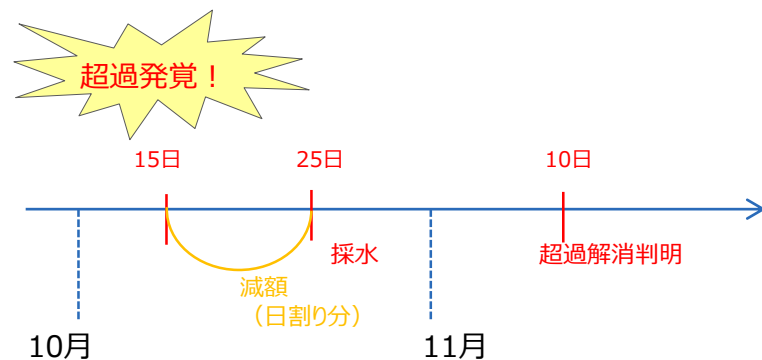 超過発覚！
15日
25日
10日
採水
超過解消判明
減額
（日割り分）
10月
11月